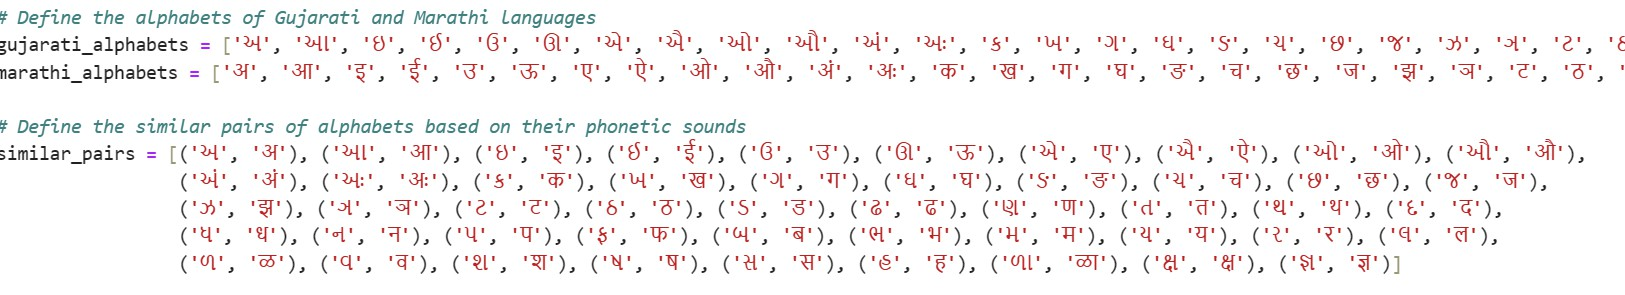 # Define the alphabets of Gujarati and Marathi languages
gujarati_alphabets = ['અ', 'આ', 'ઇ', 'ઈ', 'ઉ', 'ઊ', 'એ', 'ઐ', 'ઓ', 'ઔ', 'અં', 'અઃ', 'ક', 'ખ', 'ગ', 'ઘ', 'ઙ', 'ચ', 'છ', 'જ', 'ઝ', 'ઞ', 'ટ', 'ઠ
marathi_alphabets = ['अ', 'आ', 'इ', 'ई', 'उ', 'ऊ', 'ए', 'ऐ', 'ओ', 'औ', 'अं', 'अः', 'क', 'ख', 'ग', 'घ', 'ङ', 'च', 'छ', 'ज', 'झ', 'ञ', 'ट', 'ठ', '
# Define the similar pairs of alphabets based on their phonetic sounds
similar_pairs = [('અ', 'अ'), ('આ', 'आ'), ('ઇ', 'इ'), ('ઈ', 'ई'), ('ઉ', 'उ'), ('ઊ', 'ऊ'), ('એ', 'ए'), ('ઐ', 'ऐ'), ('ઓ', 'ओ'), ('ઔ', 'औ'),
('અં', 'अं'), ('અઃ', 'अः'), ('ક', 'क'), ('ખ', 'ख'), ('ગ', 'ग'), ('ઘ', 'घ'), ('ઙ', 'ङ'), ('ચ', 'च'), ('છ', 'छ'), ('જ', 'ज'),
('ઝ', 'झ'), ('ઞ', 'ञ'), ('ટ', 'ट'), ('ઠ', 'ठ'), ('ડ', 'ड'), ('ઢ', 'ढ'), ('ણ', 'ण'), ('ત', 'त'), ('થ', 'थ'), ('દ', 'द'),
('ધ', 'ध'), ('ન', 'न'), ('પ', 'प'), ('ફ', 'फ'), ('બ', 'ब'), ('ભ', 'भ'), ('મ', 'म'), ('ય', 'य'), ('ર', 'र'), ('લ', 'ल'),
('ળ', 'ळ'), ('વ', 'व'), ('શ', 'श'), ('ષ', 'ष'), ('સ', 'स'), ('હ', 'ह'), ('ળા', 'ळा'), ('ક્ષ', 'क्ष'), ('જ્ઞ', 'ज्ञ')]